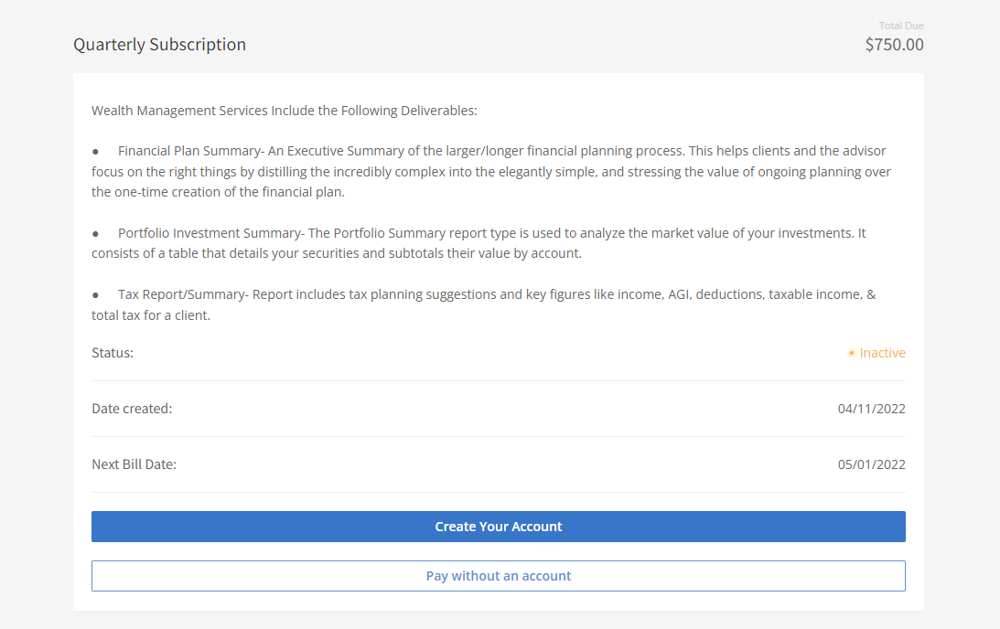 Total Due
Quarterly Subscription
$750.00
Wealth Management Services Include the Following Deliverables:
● Financial Plan Summary- An Executive Summary of the larger/longer financial planning process. This helps clients and the advisor
focus on the right things by distilling the incredibly complex into the elegantly simple, and stressing the value of ongoing planning over
the one-time creation of the financial plan.
● Portfolio Investment Summary- The Portfolio Summary report type is used to analyze the market value of your investments. It
consists of a table that details your securities and subtotals their value by account.
● Tax Report/Summary- Report includes tax planning suggestions and key figures like income, AGI, deductions, taxable income, &
total tax for a client.
Status: Inactive
Date created: 04/11/2022
Next Bill Date: 05/01/2022
Create Your Account
Pay without an account